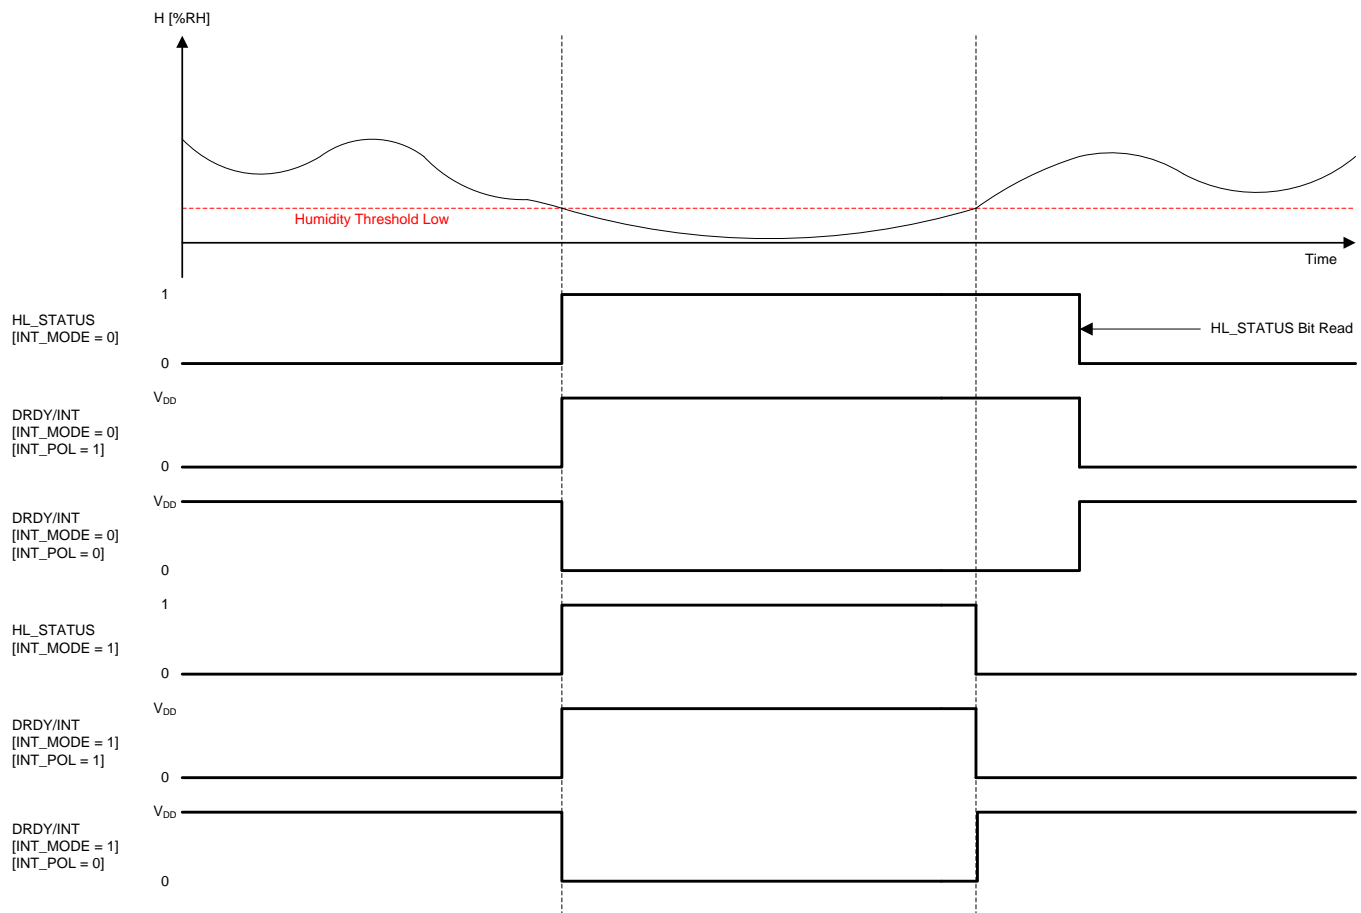 H [%RH]
Humidity Threshold Low
Time
1
HL_STATUS
[INT_MODE = 0]
HL_STATUS Bit Read
0
VDD
DRDY/INT
[INT_MODE = 0]
[INT_POL = 1]
0
VDD
DRDY/INT
[INT_MODE = 0]
[INT_POL = 0]
0
1
HL_STATUS
[INT_MODE = 1]
0
VDD
DRDY/INT
[INT_MODE = 1]
[INT_POL = 1]
0
VDD
DRDY/INT
[INT_MODE = 1]
[INT_POL = 0]
0